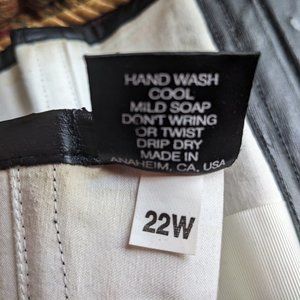 HAND WASH
COOL
MILD SOAP
DON'T WRING
OR TWIST
DRIP DRY
MADE IN
ANAHEIM, CA. USA
22W